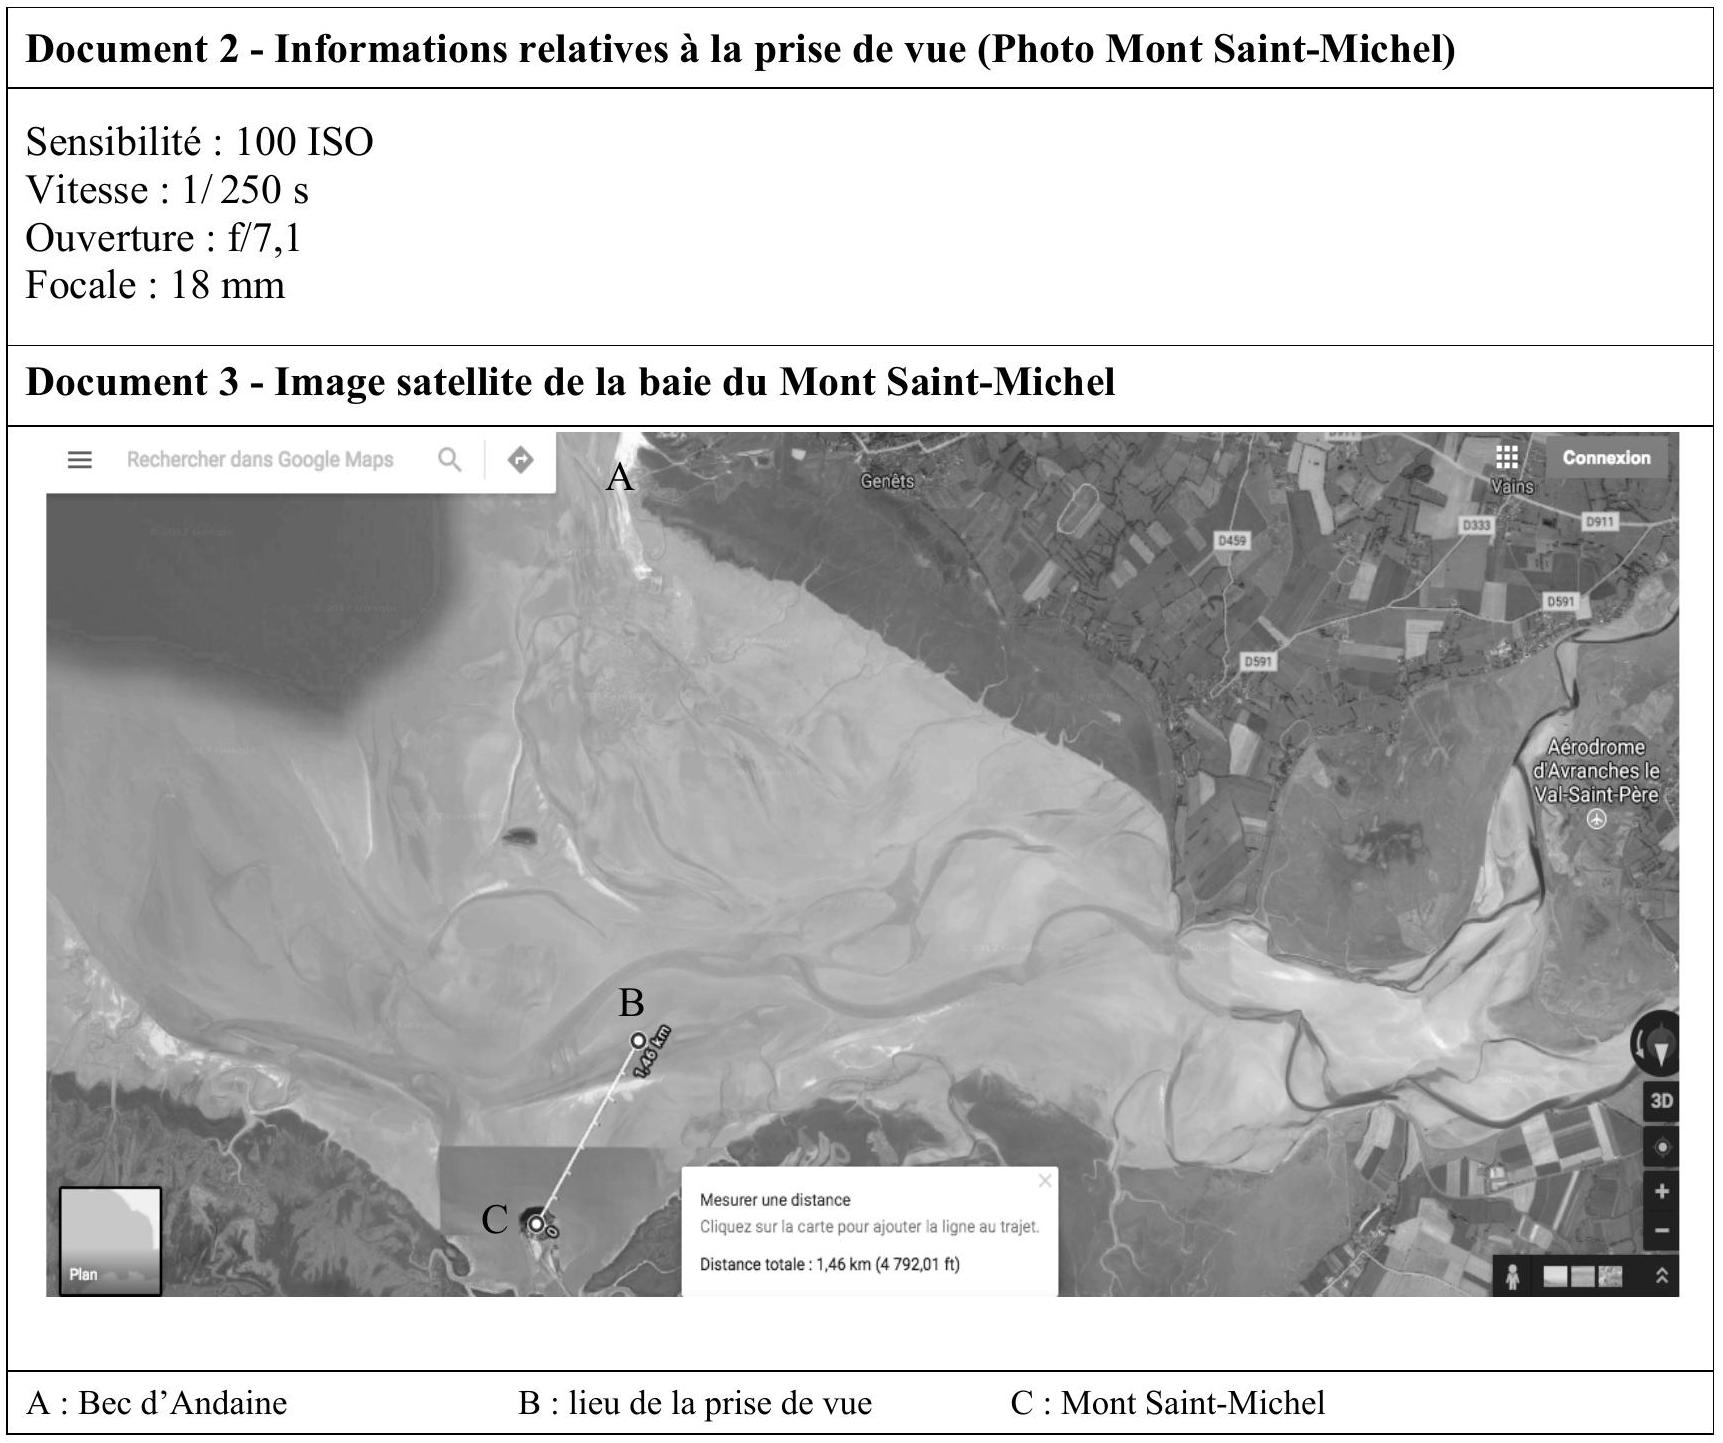 Document 2 - Informations relatives à la prise de vue (Photo Mont Saint-Michel)
Sensibilité : 100 ISO
Vitesse : 1/ 250 s
Ouverture : f/7,1
Focale : 18 mm
Document 3 - Image satellite de la baie du Mont Saint-Michel
Rechercher dans Google Maps
A
Genêts
D911
Connexion
Vains
D333
D911
D459
D591
D591
Aérodrome
d'Avranches le
Val-Saint-Père
B
1,46 km
3D
C
0
Mesurer une distance
Cliquez sur la carte pour ajouter la ligne au trajet.
Distance totale : 1,46 km (4 792,01 ft)
Plan
A : Bec d’Andaine
B : lieu de la prise de vue
C : Mont Saint-Michel